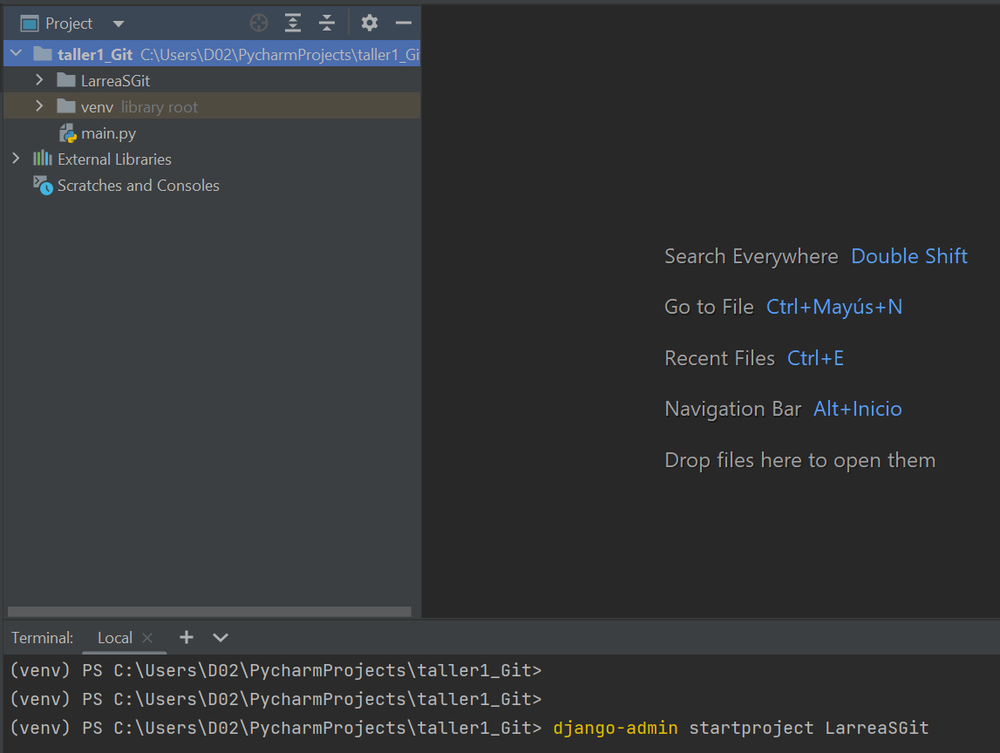 Project
taller1_Git C:\Users\D02\PycharmProjects\taller1_Gi
LarreaSGit
venv library root
main.py
External Libraries
Scratches and Consoles
Search Everywhere Double Shift
Go to File Ctrl+Mayús+N
Recent Files Ctrl+E
Navigation Bar Alt+Inicio
Drop files here to open them
Terminal: Local
(venv) PS C:\Users\D02\PycharmProjects\taller1_Git>
(venv) PS C:\Users\D02\PycharmProjects\taller1_Git>
(venv) PS C:\Users\D02\PycharmProjects\taller1_Git> django-admin startproject LarreaSGit